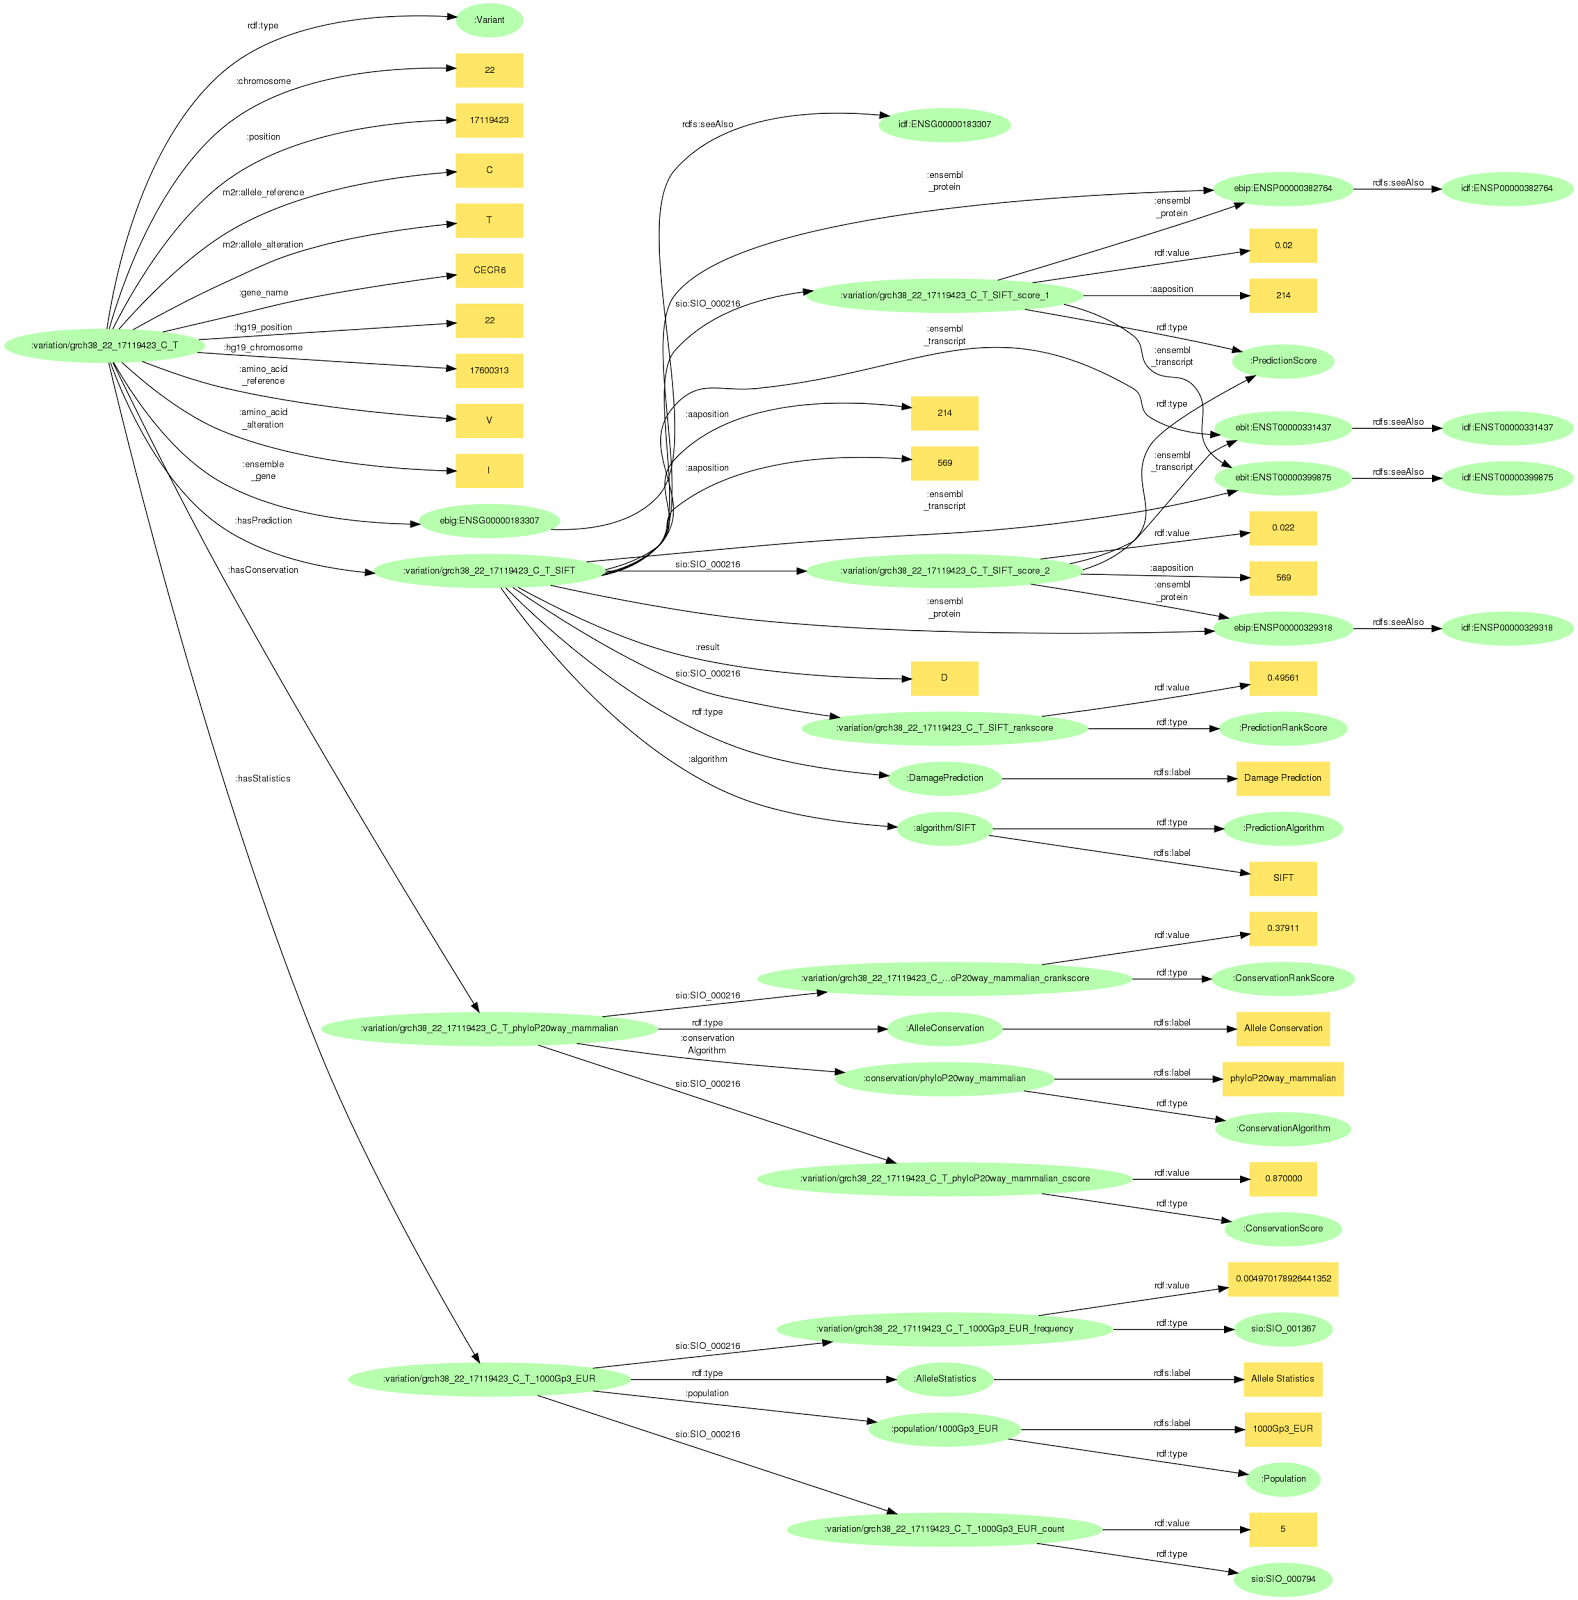 rdf:type
:Variant
:chromosome
22
:position
17119423
m2r:allele_reference
C
m2r:allele_alteration
T
:gene_name
CECR6
:hg19_position
22
:hg19_chromosome
17600313
:amino_acid
_reference
V
:amino_acid
_alteration
I
:ensemble
_gene
ebig:ENSG00000183307
:hasPrediction
:hasConservation
:hasStatistics
:variation/grch38_22_17119423_C_T
:variation/grch38_22_17119423_C_T_SIFT
rdfs:seeAlso
idf:ENSG00000183307
:ensembl
_protein
ebip:ENSP00000382764
rdfs:seeAlso
idf:ENSP00000382764
:ensembl
_protein
rdf:value
0.02
sio:SIO_000216
:variation/grch38_22_17119423_C_T_SIFT_score_1
:aaposition
214
rdf:type
:PredictionScore
:ensembl
_transcript
:ensembl
_transcript
rdf:type
:aaposition
214
ebit:ENST00000331437
rdfs:seeAlso
idf:ENST00000331437
:aaposition
569
:ensembl
_transcript
ebit:ENST00000399875
rdfs:seeAlso
idf:ENST00000399875
:ensembl
_transcript
rdf:value
0.022
sio:SIO_000216
:variation/grch38_22_17119423_C_T_SIFT_score_2
:aaposition
569
:ensembl
_protein
:ensembl
_protein
ebip:ENSP00000329318
rdfs:seeAlso
idf:ENSP00000329318
:result
D
sio:SIO_000216
:variation/grch38_22_17119423_C_T_SIFT_rankscore
rdf:value
0.49561
rdf:type
:PredictionRankScore
rdf:type
:DamagePrediction
rdfs:label
Damage Prediction
:algorithm
:algorithm/SIFT
rdf:type
:PredictionAlgorithm
rdfs:label
SIFT
:variation/grch38_22_17119423_C_T_phyloP20way_mammalian
sio:SIO_000216
:variation/grch38_22_17119423_C_...oP20way_mammalian_crankscore
rdf:value
0.37911
rdf:type
:ConservationRankScore
rdf:type
:AlleleConservation
rdfs:label
Allele Conservation
:conservation
Algorithm
:conservation/phyloP20way_mammalian
rdfs:label
phyloP20way_mammalian
rdf:type
:ConservationAlgorithm
sio:SIO_000216
:variation/grch38_22_17119423_C_T_phyloP20way_mammalian_cscore
rdf:value
0.870000
rdf:type
:ConservationScore
:variation/grch38_22_17119423_C_T_1000Gp3_EUR
sio:SIO_000216
:variation/grch38_22_17119423_C_T_1000Gp3_EUR_frequency
rdf:value
0.004970178926441352
rdf:type
sio:SIO_001367
rdf:type
:AlleleStatistics
rdfs:label
Allele Statistics
:population
:population/1000Gp3_EUR
rdfs:label
1000Gp3_EUR
rdf:type
:Population
sio:SIO_000216
:variation/grch38_22_17119423_C_T_1000Gp3_EUR_count
rdf:value
5
rdf:type
sio:SIO_000794